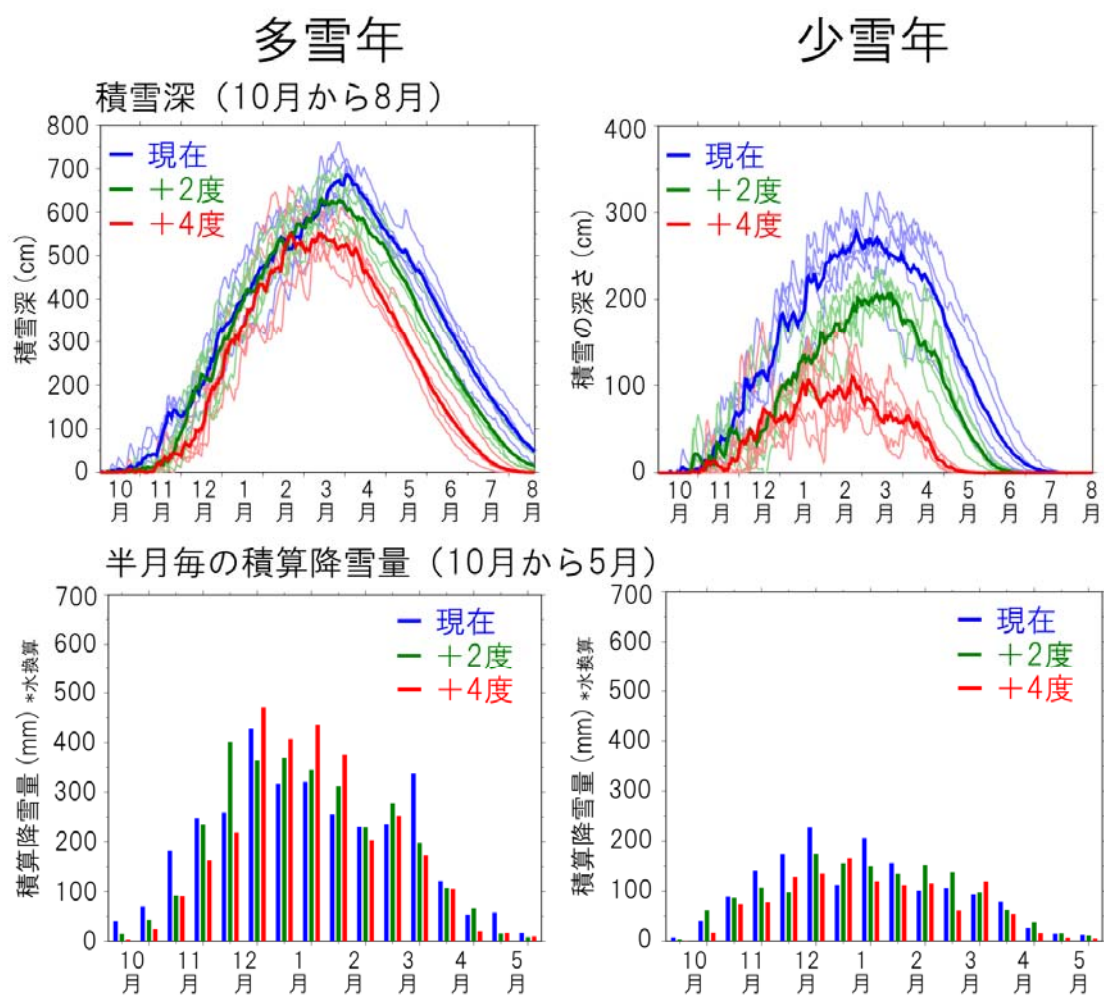 多雪年
少雪年
積雪深（10月から8月）
積雪深 (cm)
800
700
600
500
400
300
200
100
0
現在
＋2度
＋4度
10月
11月
12月
1月
2月
3月
4月
5月
6月
7月
8月
積雪の深さ (cm)
400
300
200
100
0
現在
＋2度
＋4度
10月
11月
12月
1月
2月
3月
4月
5月
6月
7月
8月
半月毎の積算降雪量（10月から5月）
積算降雪量 (mm) *水換算
700
600
500
400
300
200
100
0
現在
＋2度
＋4度
10月
11月
12月
1月
2月
3月
4月
5月
積算降雪量 (mm) *水換算
700
600
500
400
300
200
100
0
現在
＋2度
＋4度
10月
11月
12月
1月
2月
3月
4月
5月